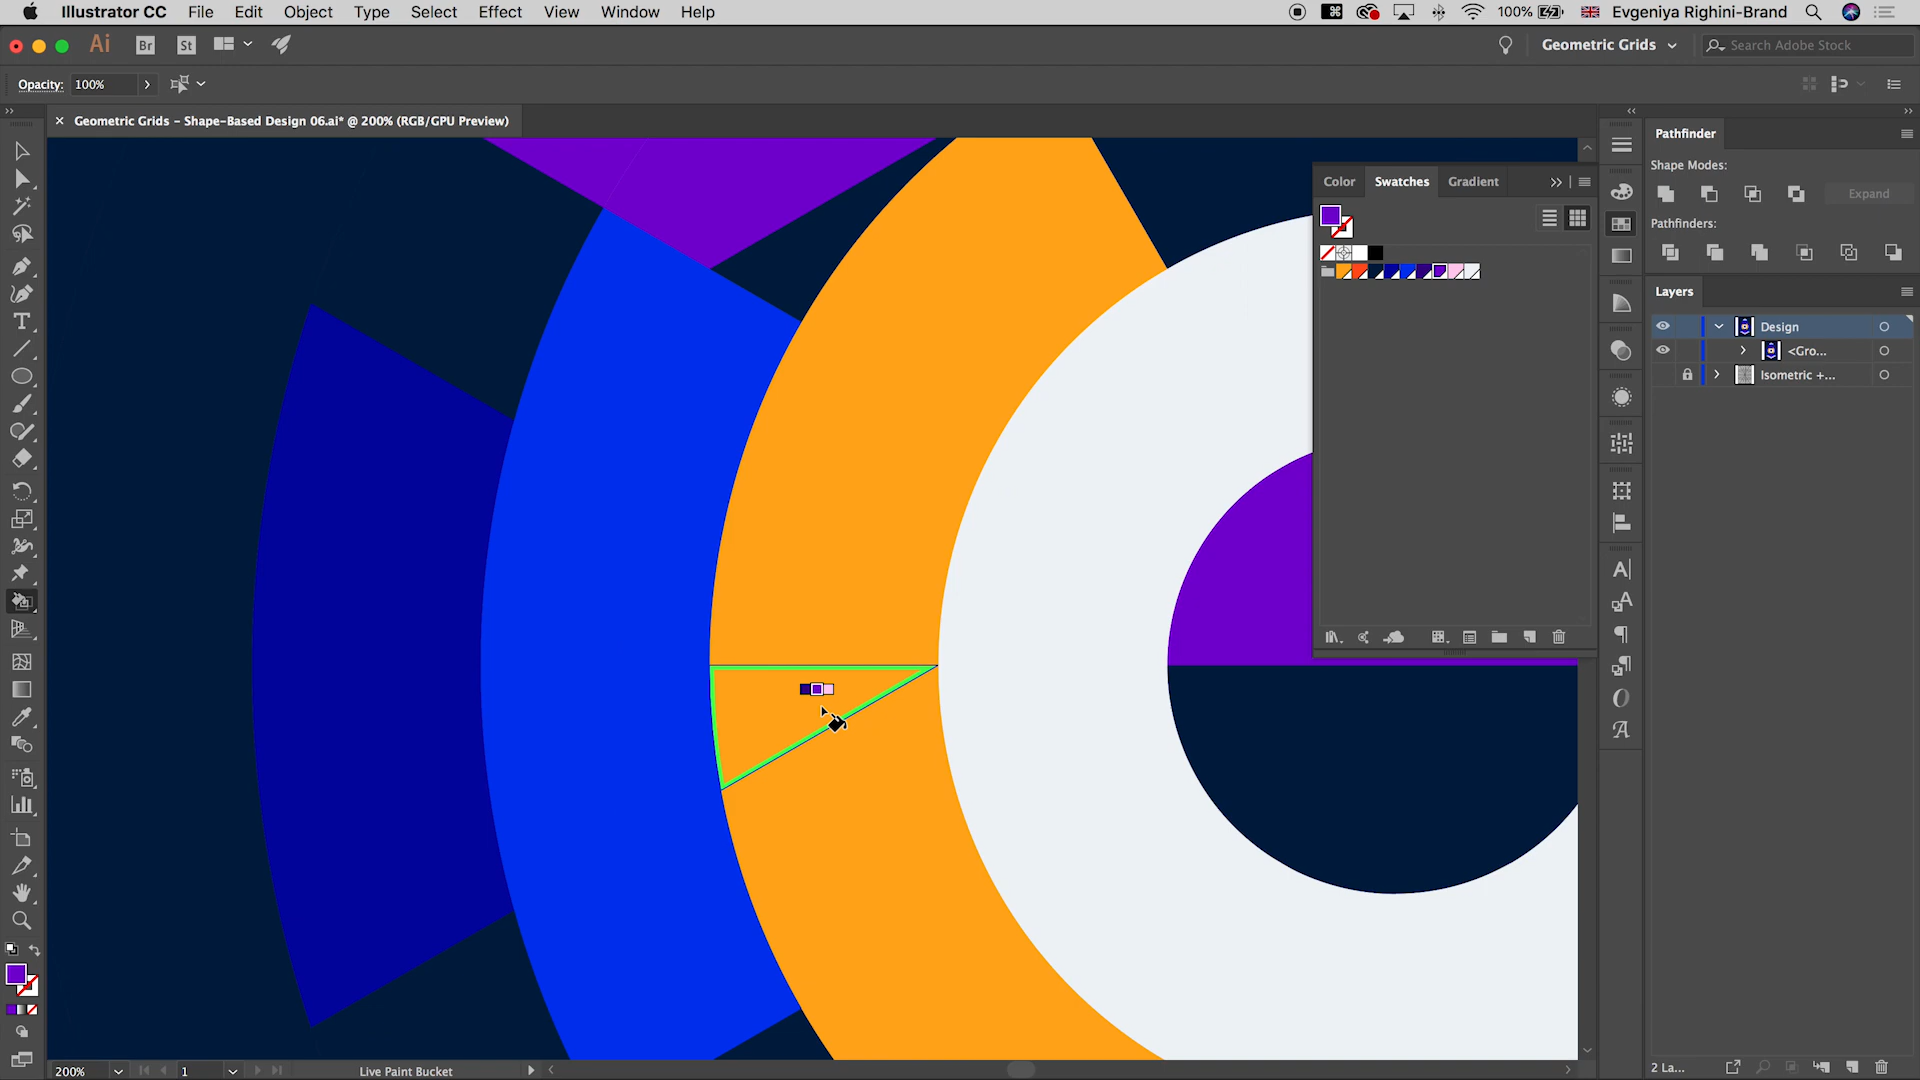 Illustrator CC File Edit Object Type Select Effect View Window Help 100% Evgeniya Righini-Brand
Ai Br St Geometric Grids Search Adobe Stock
Opacity: 100%
Geometric Grids – Shape-Based Design 06.ai* @ 200% (RGB/GPU Preview)
Pathfinder
Shape Modes:
Expand
Pathfinders:
Color Swatches Gradient
Layers
Design
<Gro...
Isometric +...
200% 1 Live Paint Bucket 2 La...